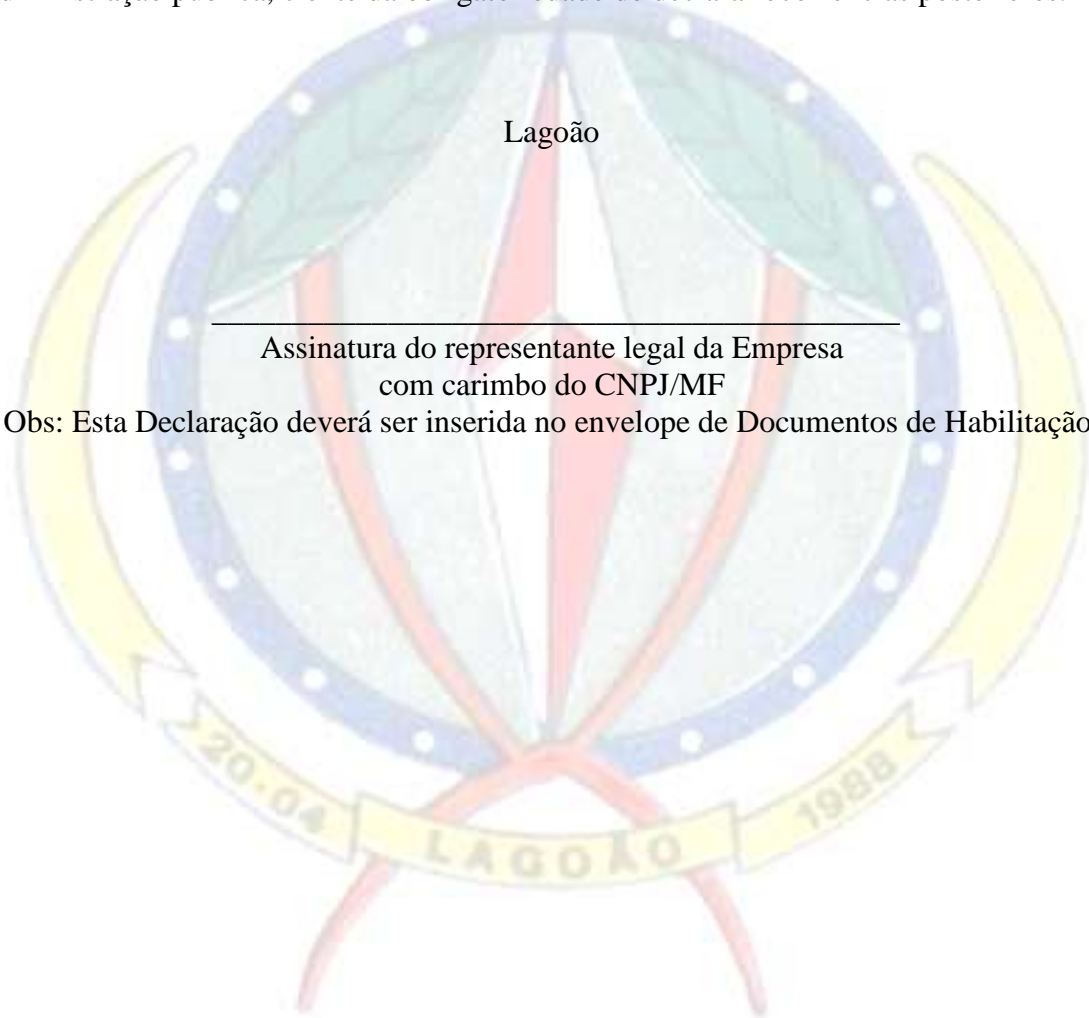 Lagoão
Assinatura do representante legal da Empresa
com carimbo do CNPJ/MF
Obs: Esta Declaração deverá ser inserida no envelope de Documentos de Habilitação
20.04 LAGOÃO 1988